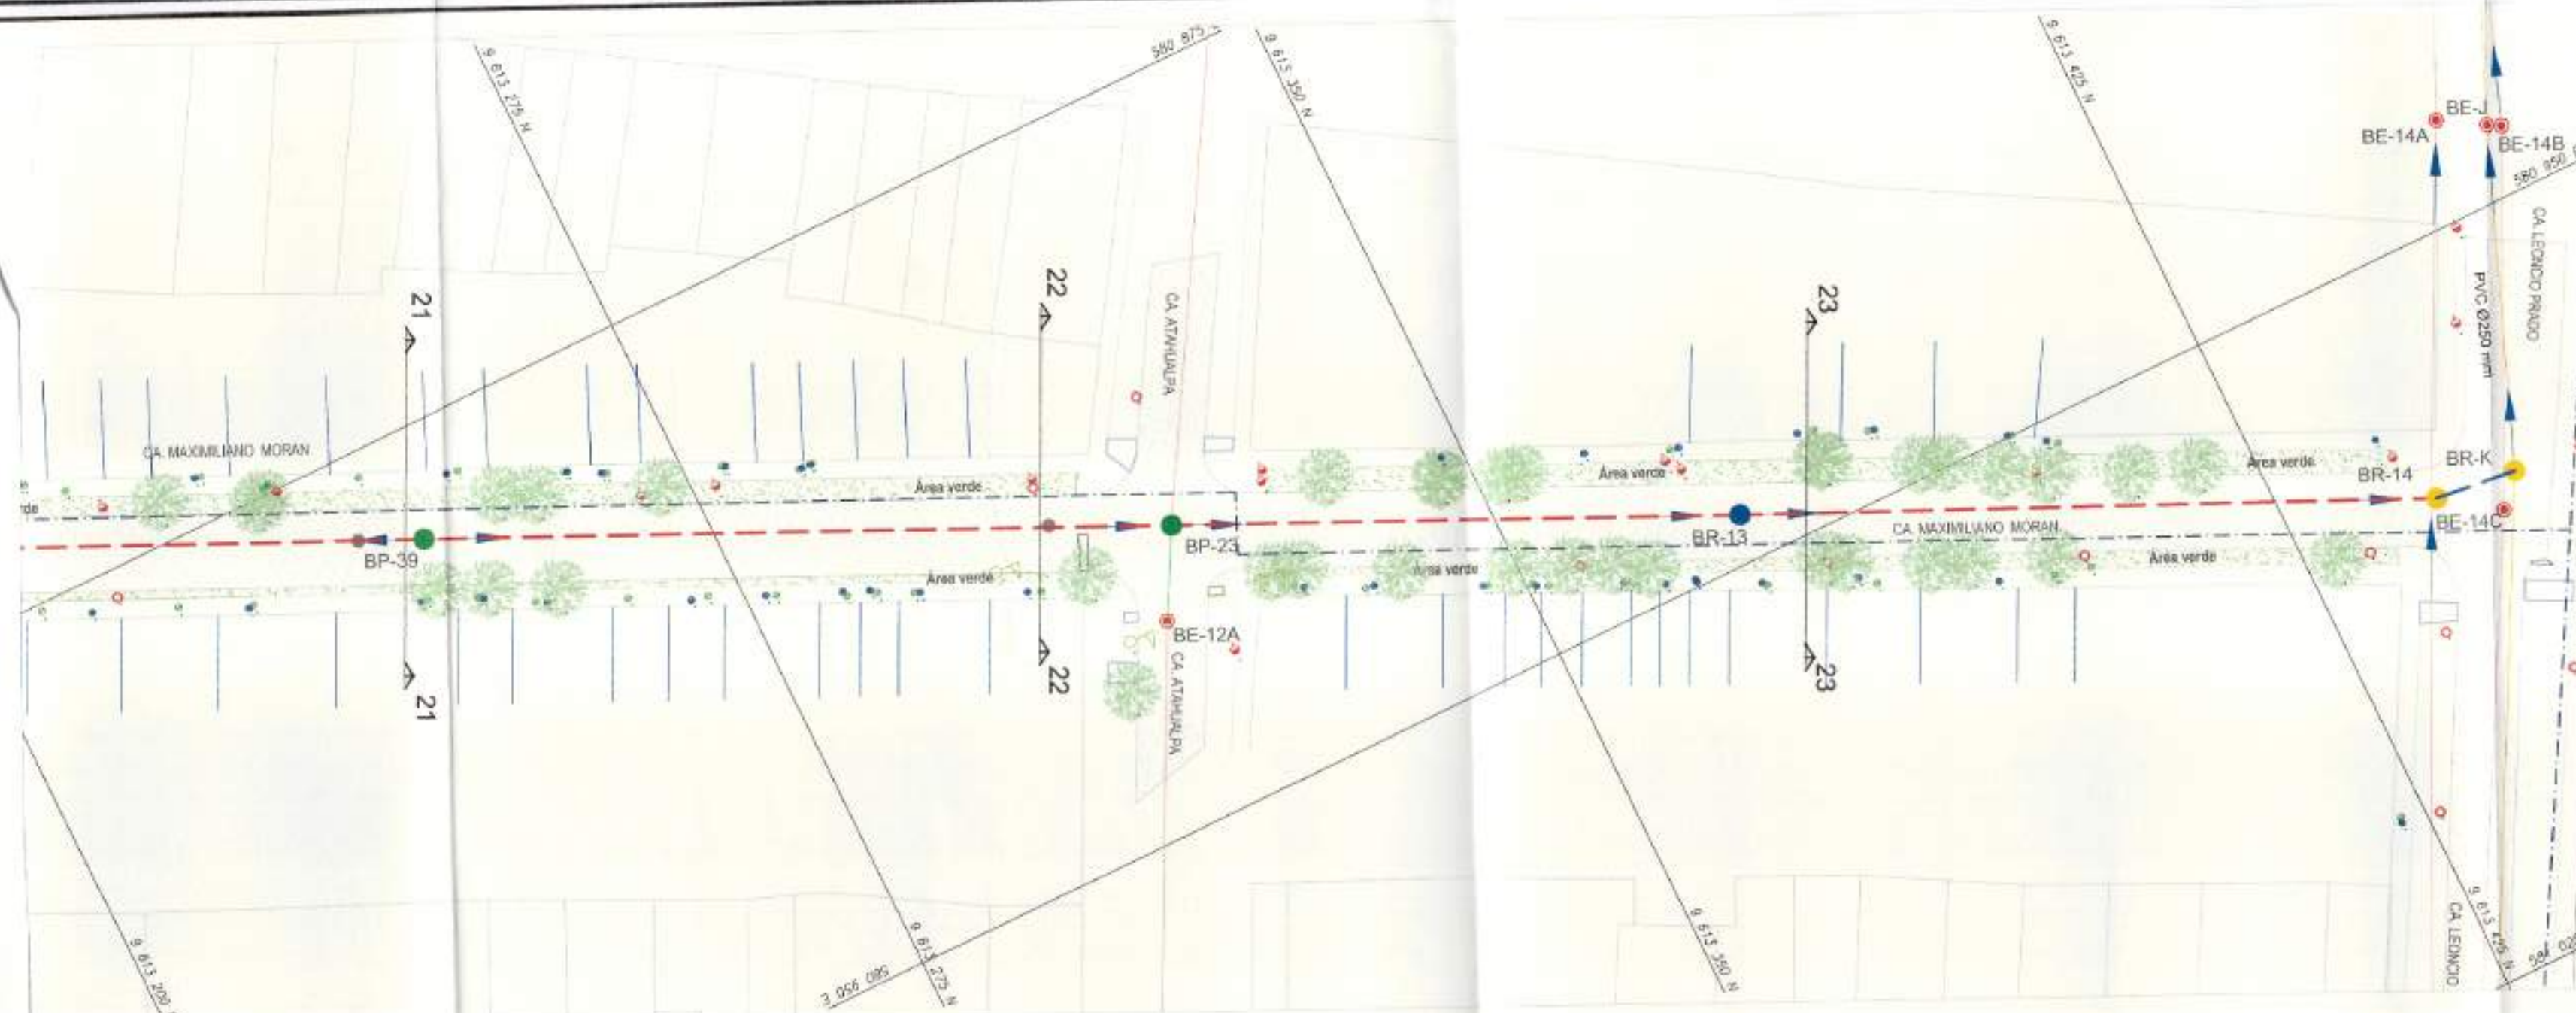 9 613 275 N
580 875
9 613 350 N
9 613 425 N
BE-J
BE-14A
BE-14B
580 950
CA. LEONCIO PRADO
PVC Ø250 mm
21
22
23
CA. ATAHUALPA
CA. MAXIMILIANO MORAN
Área verde
Área verde
Área verde
BR-14
BR-K
BP-39
BP-23
BR-13
CA. MAXIMILIANO MORAN
BE-14C
Área verde
Área verde
Área verde
BE-12A
21
22
23
CA. ATAHUALPA
9 613 200
9 613 275 N
580 950 E
9 613 350 N
CA. LEONCIO
9 613 425 N